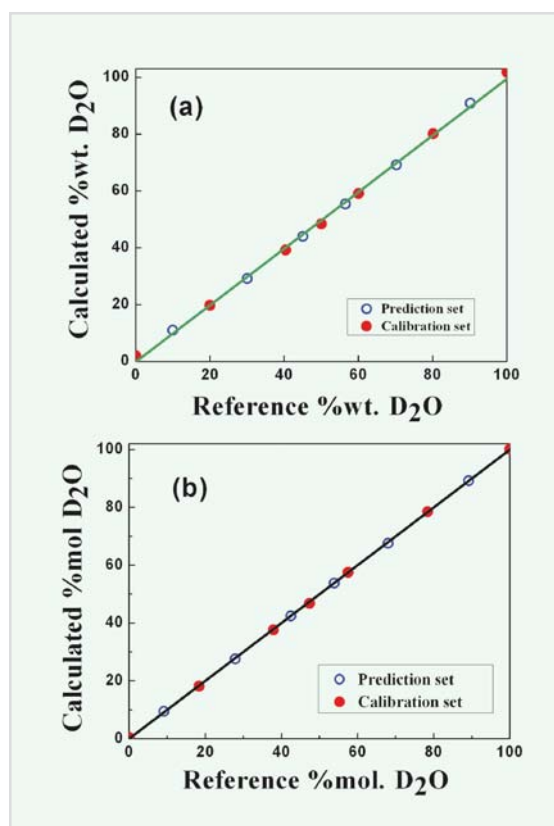 (a)
Calculated %wt. D2O
100
80
60
40
20
0
Prediction set
Calibration set
0 20 40 60 80 100
Reference %wt. D2O
(b)
Calculated %mol D2O
100
80
60
40
20
0
Prediction set
Calibration set
0 20 40 60 80 100
Reference %mol. D2O